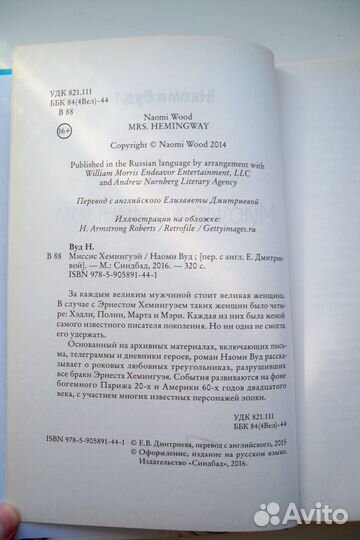 УДК 821.111
ББК 84(4Вел)-44
В 88
16+
Naomi Wood
MRS. HEMINGWAY
Copyright © Naomi Wood 2014
Published in the Russian language by arrangement with
William Morris Endeavor Entertainment, LLC
and Andrew Nurnberg Literary Agency
Перевод с английского Елизаветы Дмитриевой
Иллюстрации на обложке:
H. Armstrong Roberts / Retrofile / Gettyimages.ru
Вуд Н.
В 88 Миссис Хемингуэй / Наоми Вуд ; [пер. с англ. Е. Дмитрие-
вой]. — М.: Синдбад, 2016. — 320 с.
ISBN 978-5-905891-44-1
За каждым великим мужчиной стоит великая женщина.
В случае с Эрнестом Хемингуэем таких женщин было четы-
ре: Хэдли, Полин, Марта и Мэри. Каждая из них была женой
самого известного писателя поколения. Но ни одна не смогла
его удержать.
Основанный на архивных материалах, включающих пись-
ма, телеграммы и дневники героев, роман Наоми Вуд расска-
зывает о роковых любовных треугольниках, разрушивших
все браки Эрнеста Хемингуэя. События развиваются на фоне
богемного Парижа 20-х и Америки 60-х годов двадцатого
века, с участием многих известных персонажей эпохи.
УДК 821.111
ББК 84(4Вел)-44
ISBN 978-5-905891-44-1
© Е.В. Дмитриева, перевод с английского, 2015
© Оформление, издание на русском языке.
Издательство «Синдбад», 2016.
Avito